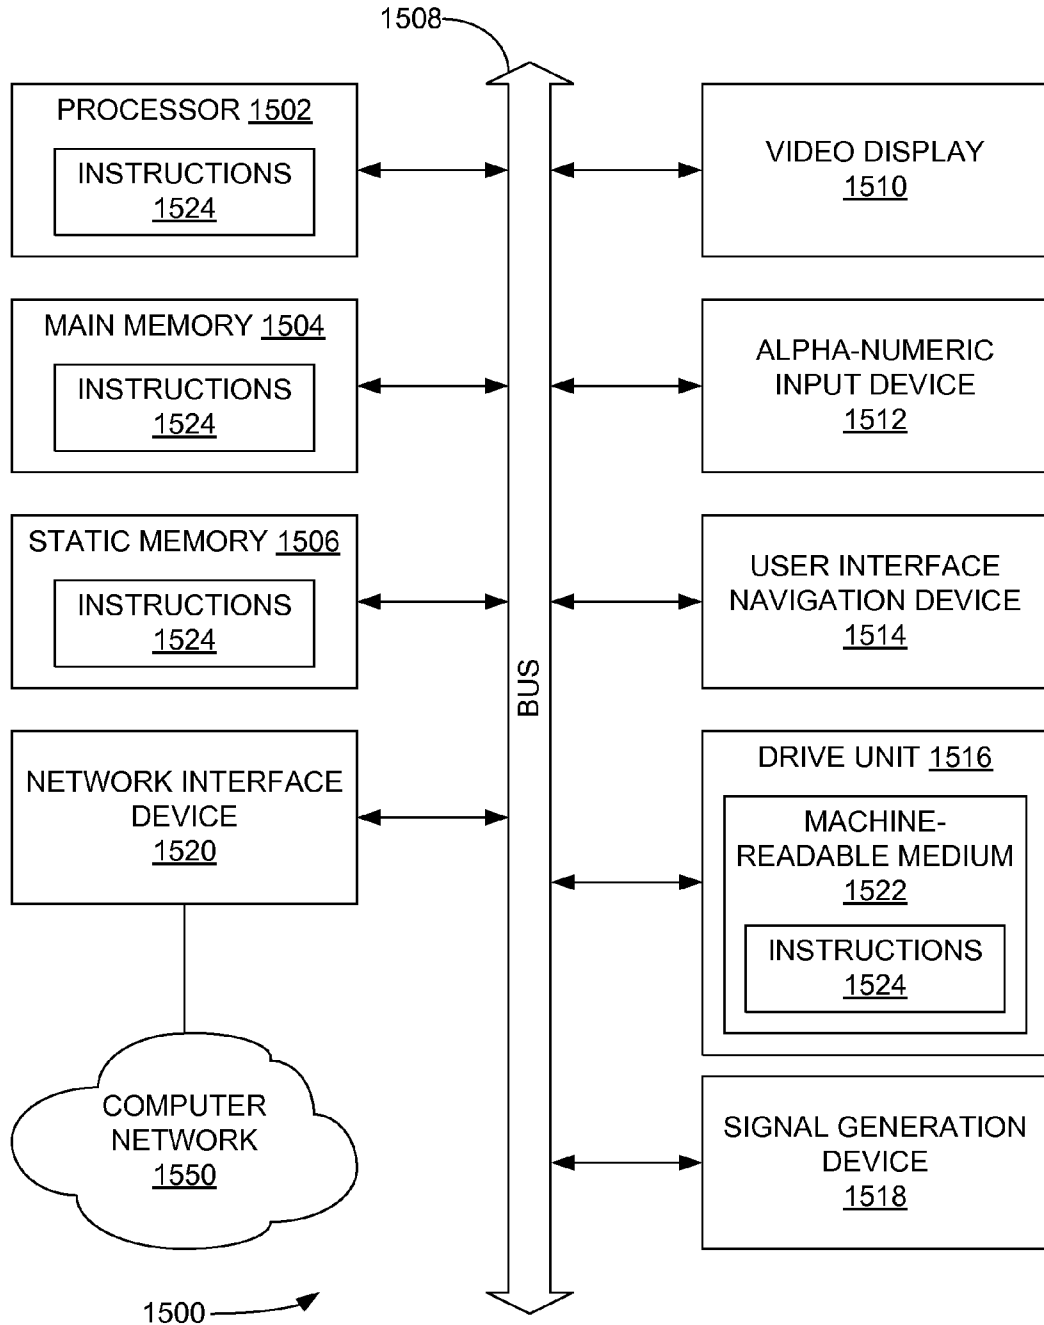 1508
PROCESSOR 1502
INSTRUCTIONS
1524
MAIN MEMORY 1504
INSTRUCTIONS
1524
STATIC MEMORY 1506
INSTRUCTIONS
1524
NETWORK INTERFACE
DEVICE
1520
COMPUTER
NETWORK
1550
1500
BUS
VIDEO DISPLAY
1510
ALPHA-NUMERIC
INPUT DEVICE
1512
USER INTERFACE
NAVIGATION DEVICE
1514
DRIVE UNIT 1516
MACHINE-
READABLE MEDIUM
1522
INSTRUCTIONS
1524
SIGNAL GENERATION
DEVICE
1518